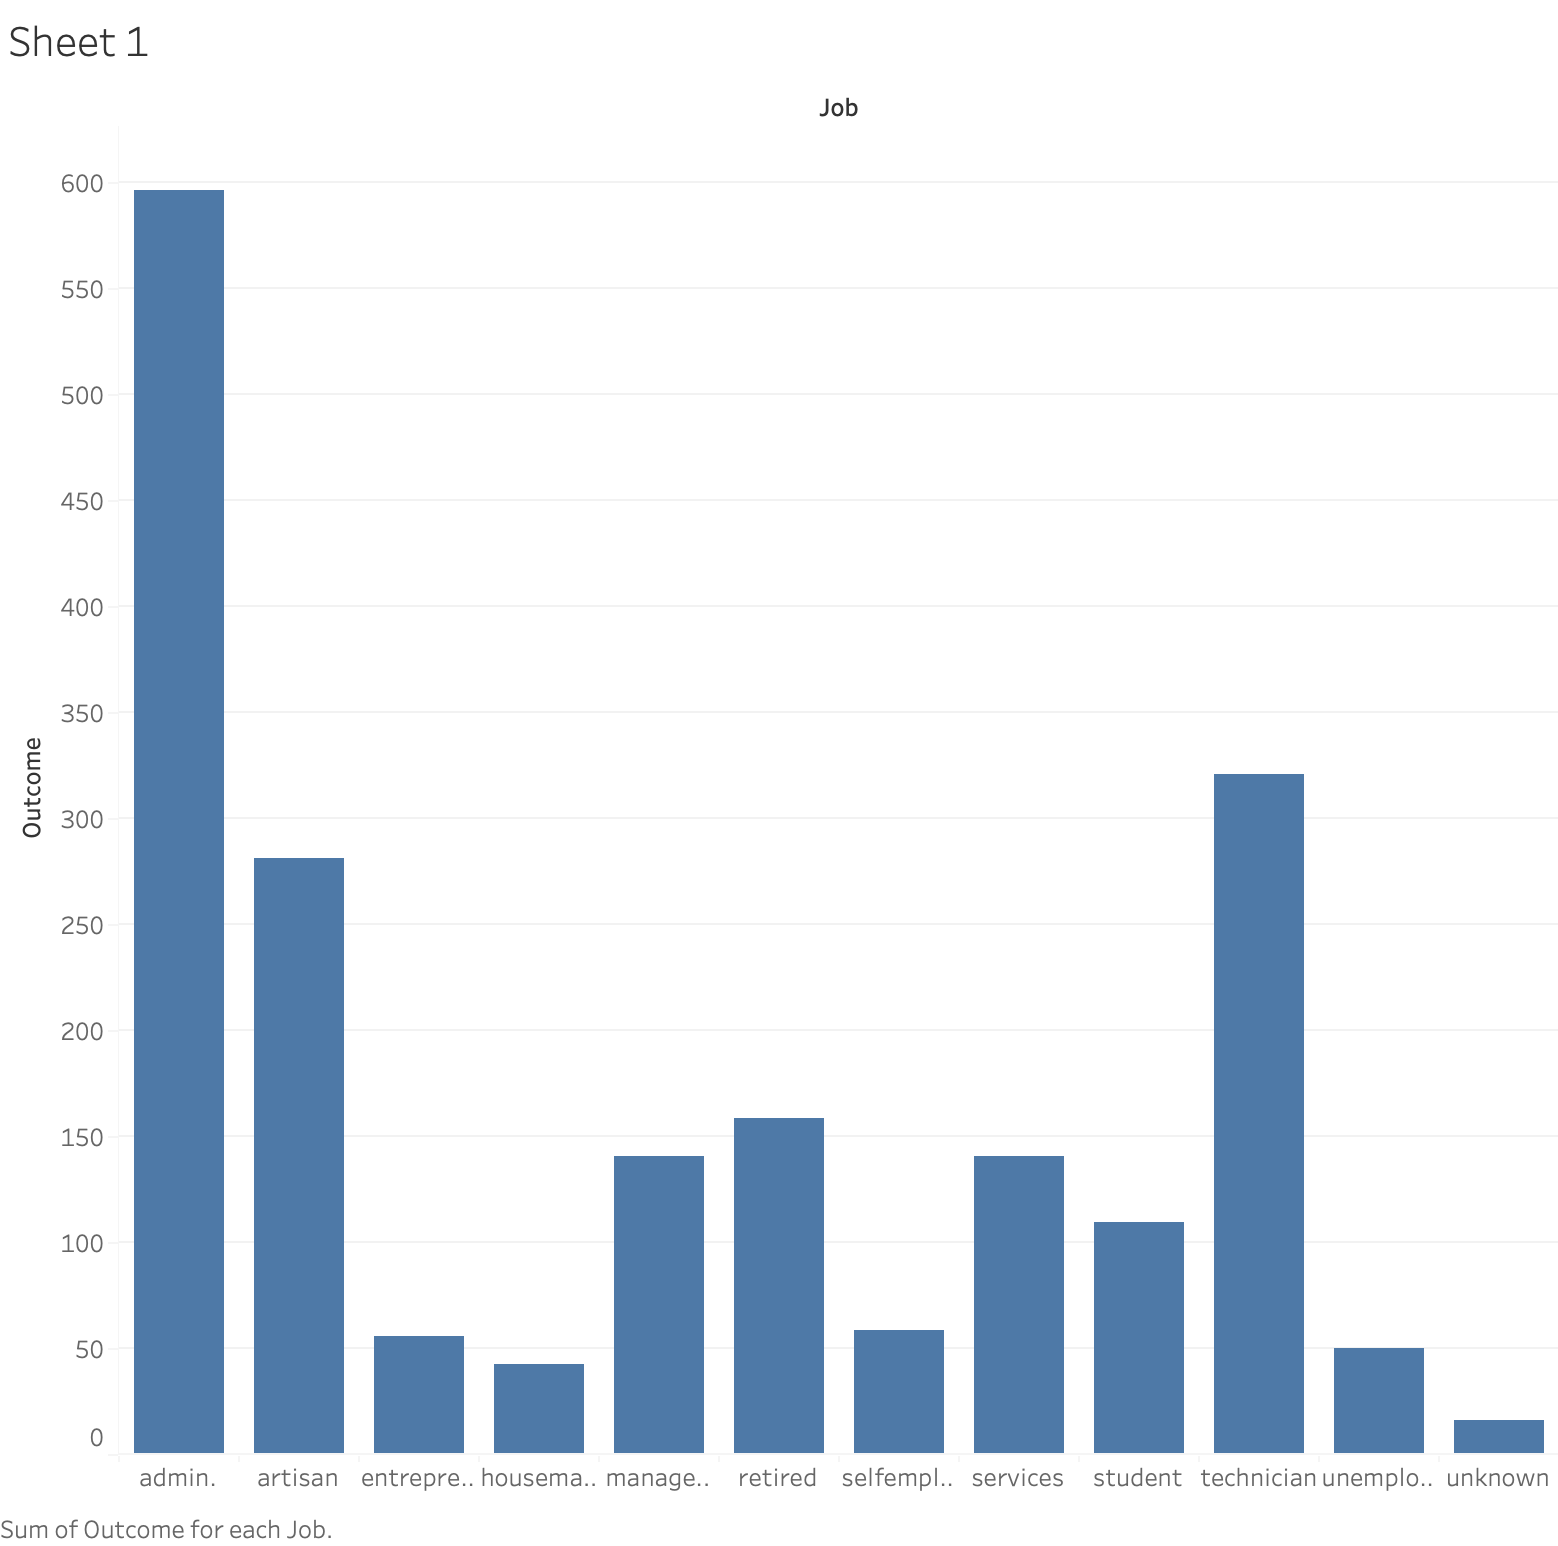 Sheet 1
Job
600
550
500
450
400
350
300
250
200
150
100
50
0
Outcome
admin. artisan entrepre.. housema.. manage.. retired selfempl.. services student technician unemplo.. unknown
Sum of Outcome for each Job.